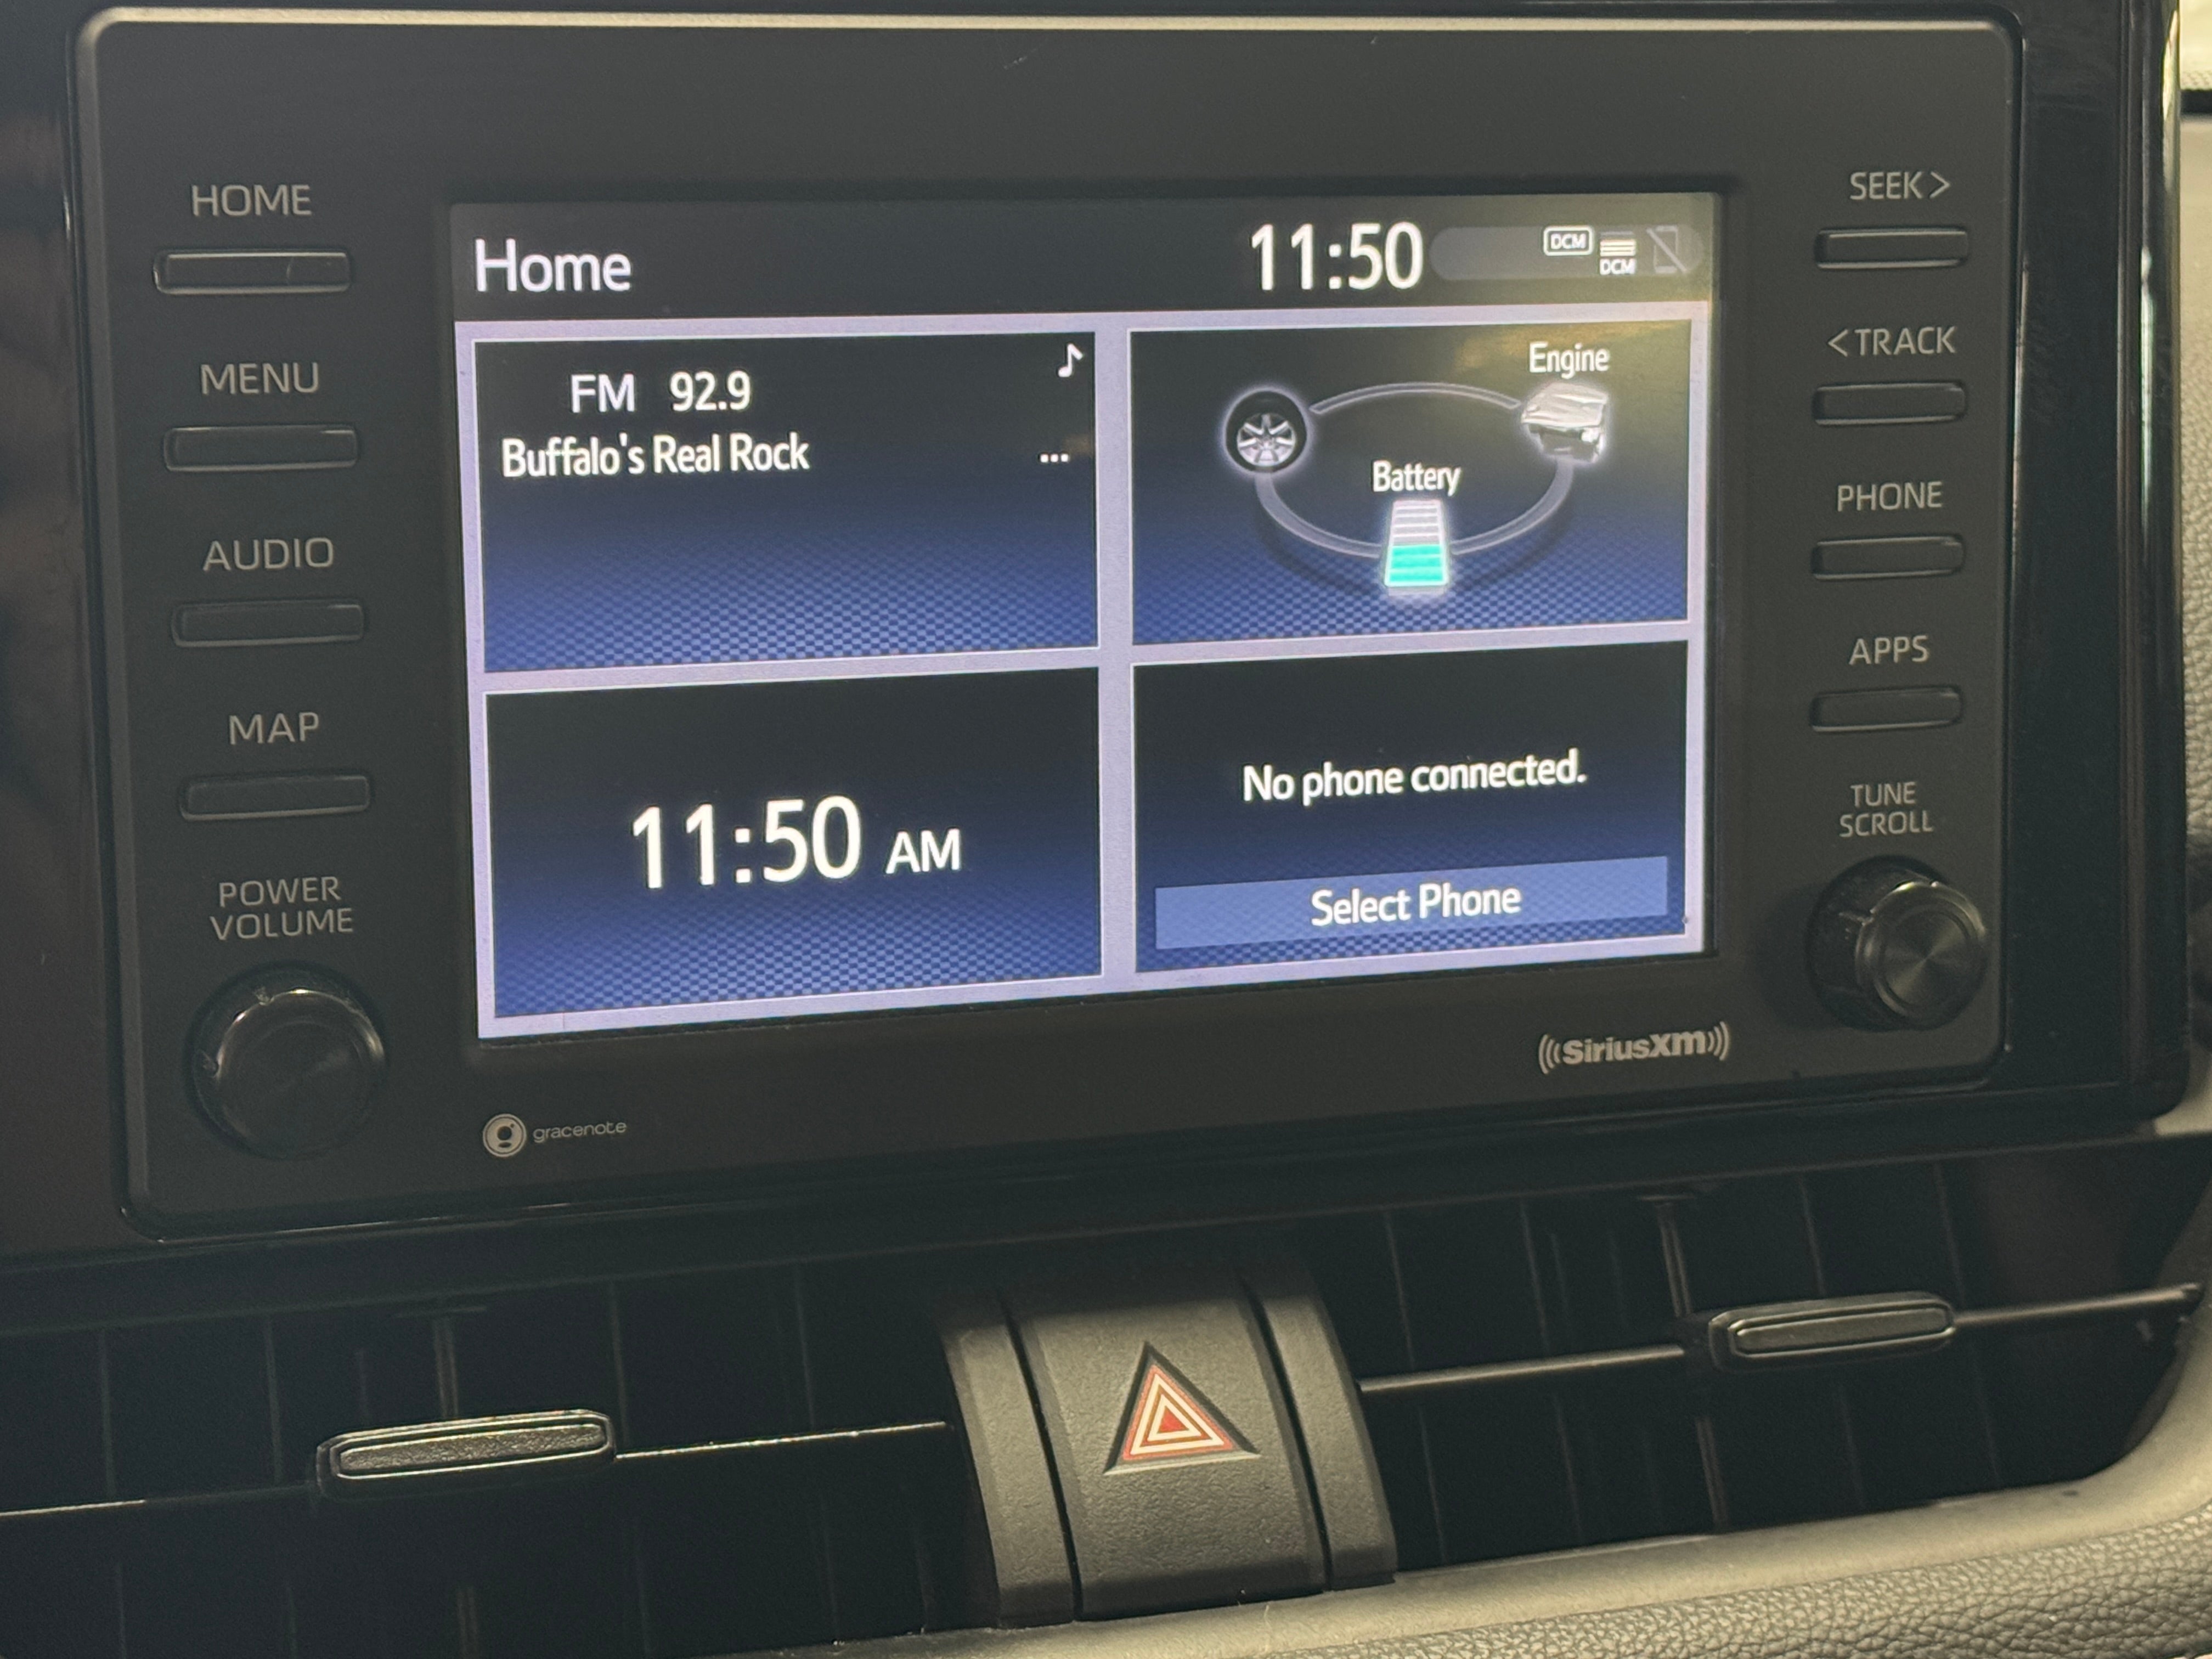 HOME
MENU
AUDIO
MAP
POWER
VOLUME
Home
11:50
DCM
DCM
FM 92.9
Buffalo's Real Rock
...
Engine
Battery
11:50 AM
No phone connected.
Select Phone
SEEK >
< TRACK
PHONE
APPS
TUNE
SCROLL
gracenote
((SiriusXM))